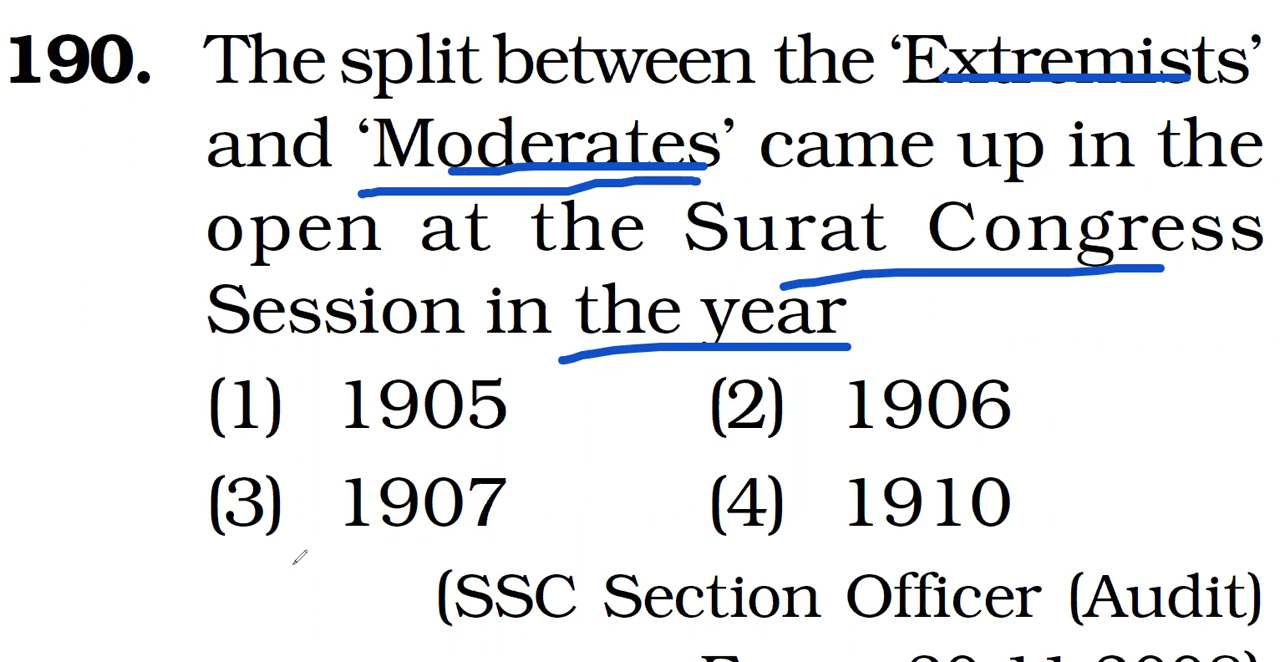 190. The split between the ‘Extremists’
and ‘Moderates’ came up in the
open at the Surat Congress
Session in the year
(1) 1905 (2) 1906
(3) 1907 (4) 1910
(SSC Section Officer (Audit)